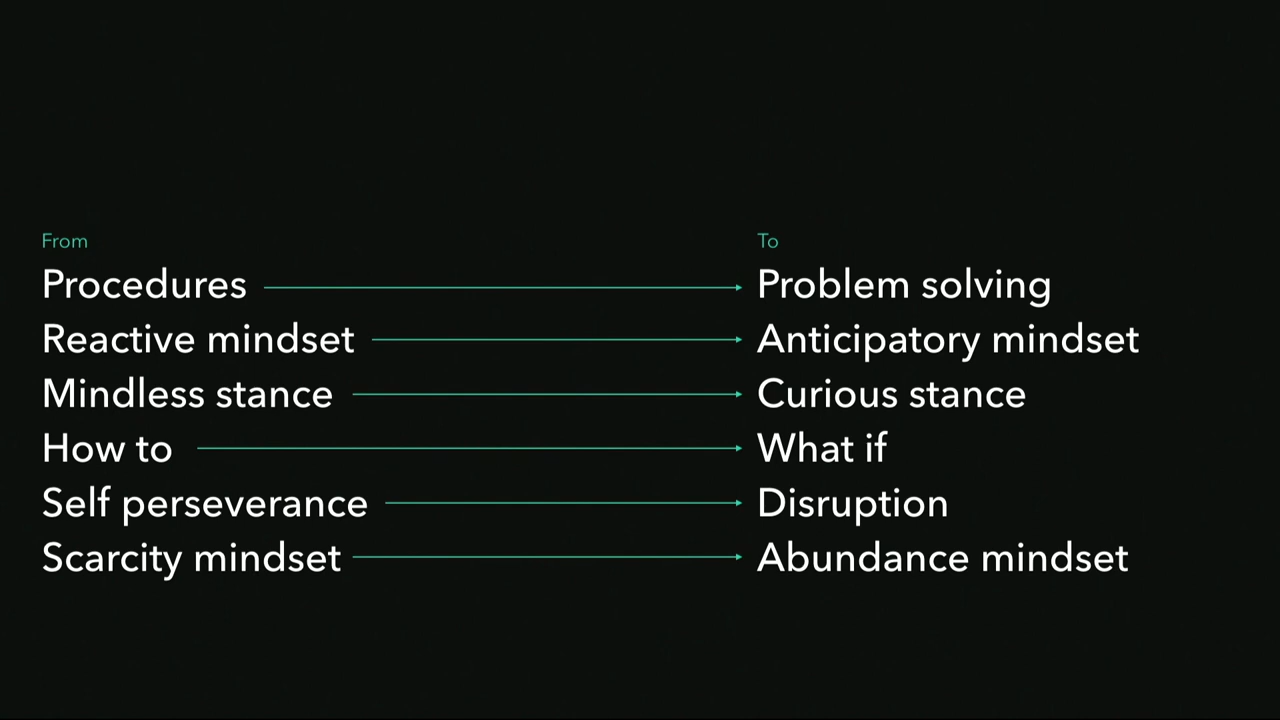 From To
Procedures Problem solving
Reactive mindset Anticipatory mindset
Mindless stance Curious stance
How to What if
Self perseverance Disruption
Scarcity mindset Abundance mindset